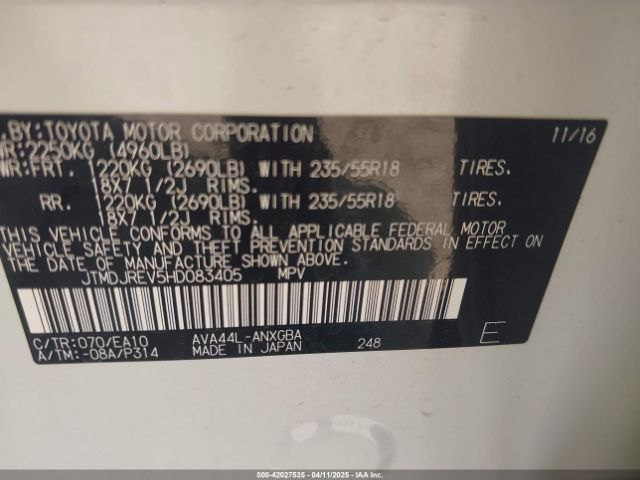 .BY:TOYOTA MOTOR CORPORATION 11/16
WR:2250KG (4960LB)
WR:FRT. 1220KG (2690LB) WITH 235/55R18 TIRES.
18X7 1/2J RIMS.
RR. 1220KG (2690LB) WITH 235/55R18 TIRES.
18X7 1/2J RIMS.
THIS VEHICLE CONFORMS TO ALL APPLICABLE FEDERAL MOTOR
VEHICLE SAFETY AND THEFT PREVENTION STANDARDS IN EFFECT ON
THE DATE OF MANUFACTURE SHOWN ABOVE.
JTMDJREV5HD083405 MPV
C/TR:070/EA10 AVA44L-ANXGBA
A/TM:-08A/P314 MADE IN JAPAN 248 E
000-42027535 - 04/11/2025 - IAA Inc.